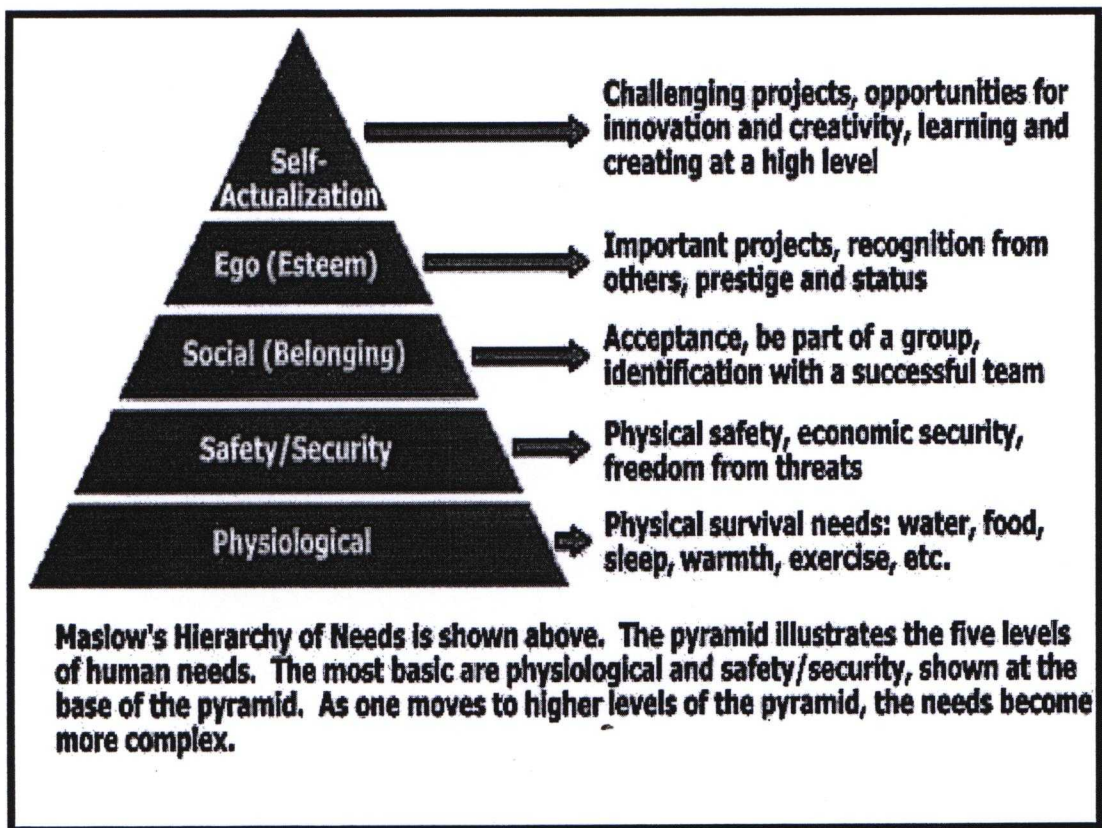 Challenging projects, opportunities for
innovation and creativity, learning and
creating at a high level
Self-
Actualization
Ego (Esteem)
Important projects, recognition from
others, prestige and status
Social (Belonging)
Acceptance, be part of a group,
identification with a successful team
Safety/Security
Physical safety, economic security,
freedom from threats
Physiological
Physical survival needs: water, food,
sleep, warmth, exercise, etc.
Maslow's Hierarchy of Needs is shown above. The pyramid illustrates the five levels
of human needs. The most basic are physiological and safety/security, shown at the
base of the pyramid. As one moves to higher levels of the pyramid, the needs become
more complex.